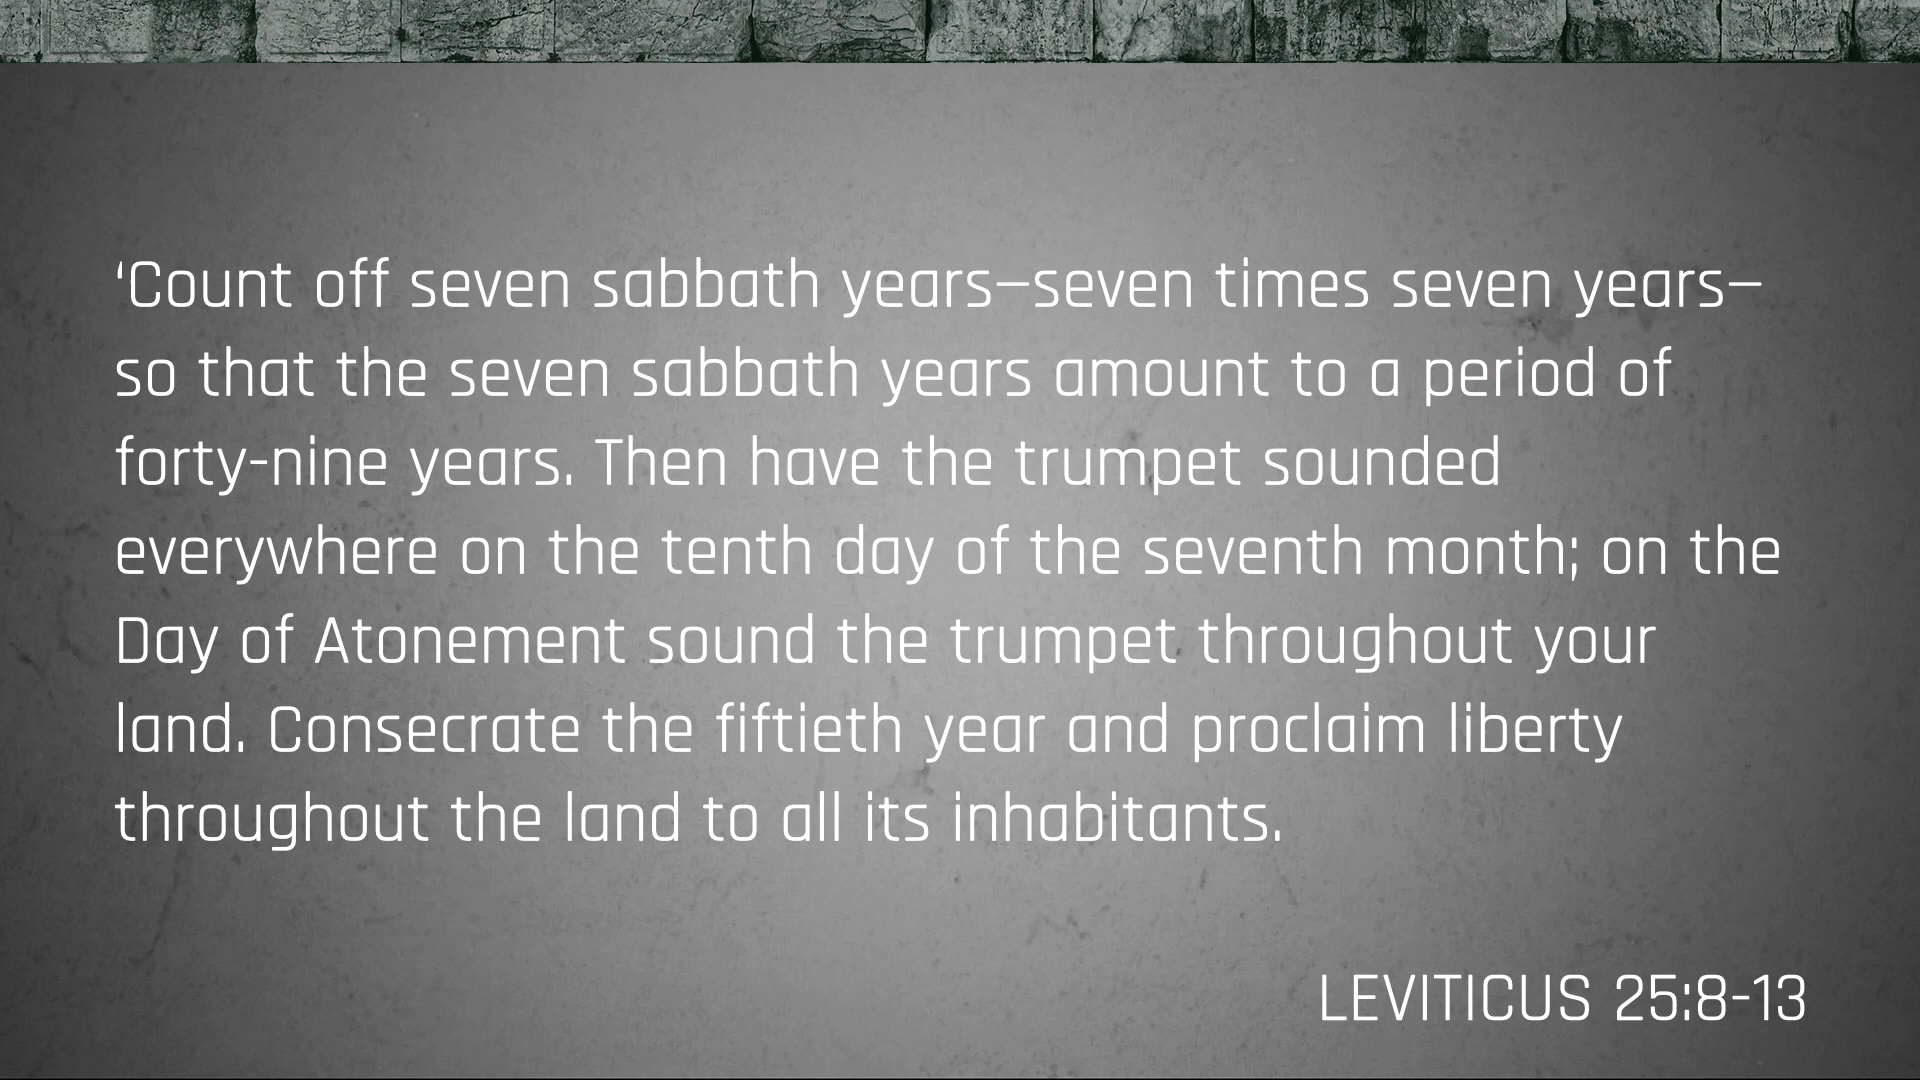 ‘Count off seven sabbath years—seven times seven years—
so that the seven sabbath years amount to a period of
forty-nine years. Then have the trumpet sounded
everywhere on the tenth day of the seventh month; on the
Day of Atonement sound the trumpet throughout your
land. Consecrate the fiftieth year and proclaim liberty
throughout the land to all its inhabitants.
LEVITICUS 25:8-13